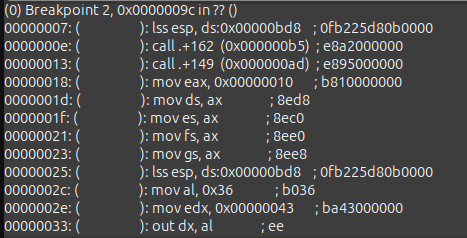 (0) Breakpoint 2, 0x0000009c in ?? ()
00000007: ( ): lss esp, ds:0x00000bd8 ; 0fb225d80b0000
0000000e: ( ): call .+162 (0x000000b5) ; e8a2000000
00000013: ( ): call .+149 (0x000000ad) ; e895000000
00000018: ( ): mov eax, 0x00000010 ; b810000000
0000001d: ( ): mov ds, ax ; 8ed8
0000001f: ( ): mov es, ax ; 8ec0
00000021: ( ): mov fs, ax ; 8ee0
00000023: ( ): mov gs, ax ; 8ee8
00000025: ( ): lss esp, ds:0x00000bd8 ; 0fb225d80b0000
0000002c: ( ): mov al, 0x36 ; b036
0000002e: ( ): mov edx, 0x00000043 ; ba43000000
00000033: ( ): out dx, al ; ee